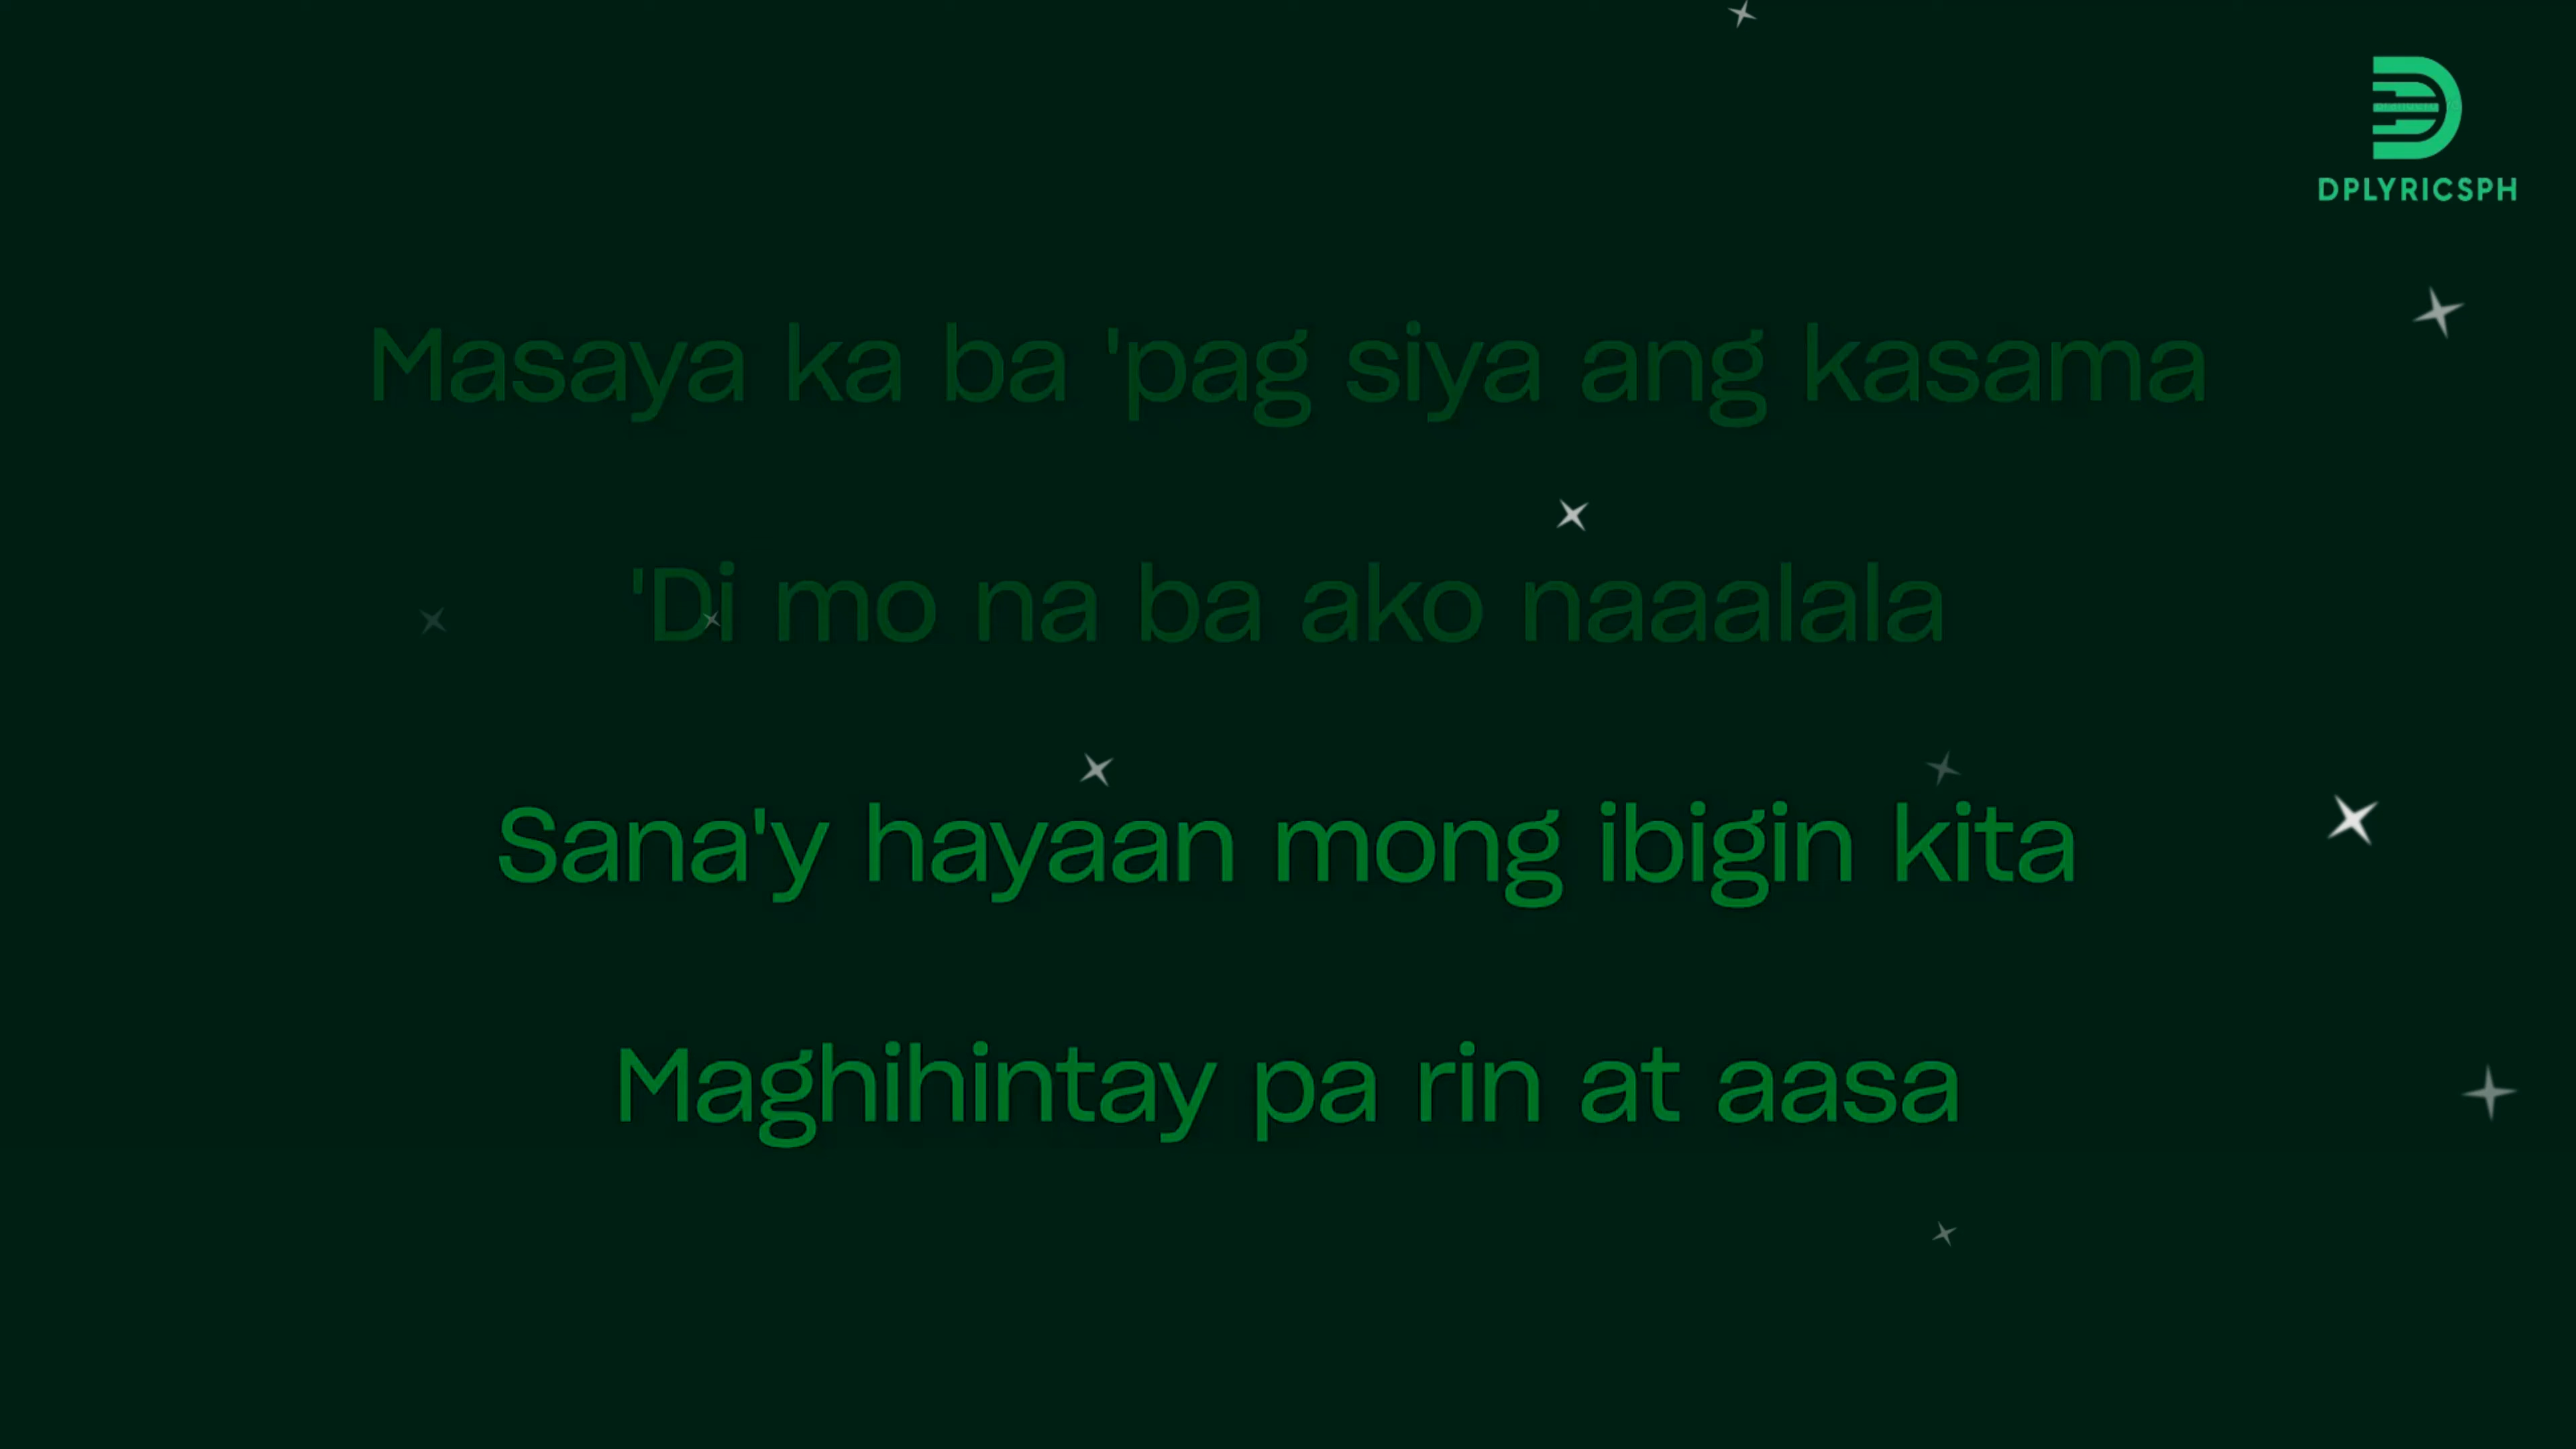 DPLYRICSPH
Masaya ka ba 'pag siya ang kasama
'Di mo na ba ako naaalala
Sana'y hayaan mong ibigin kita
Maghihintay pa rin at aasa